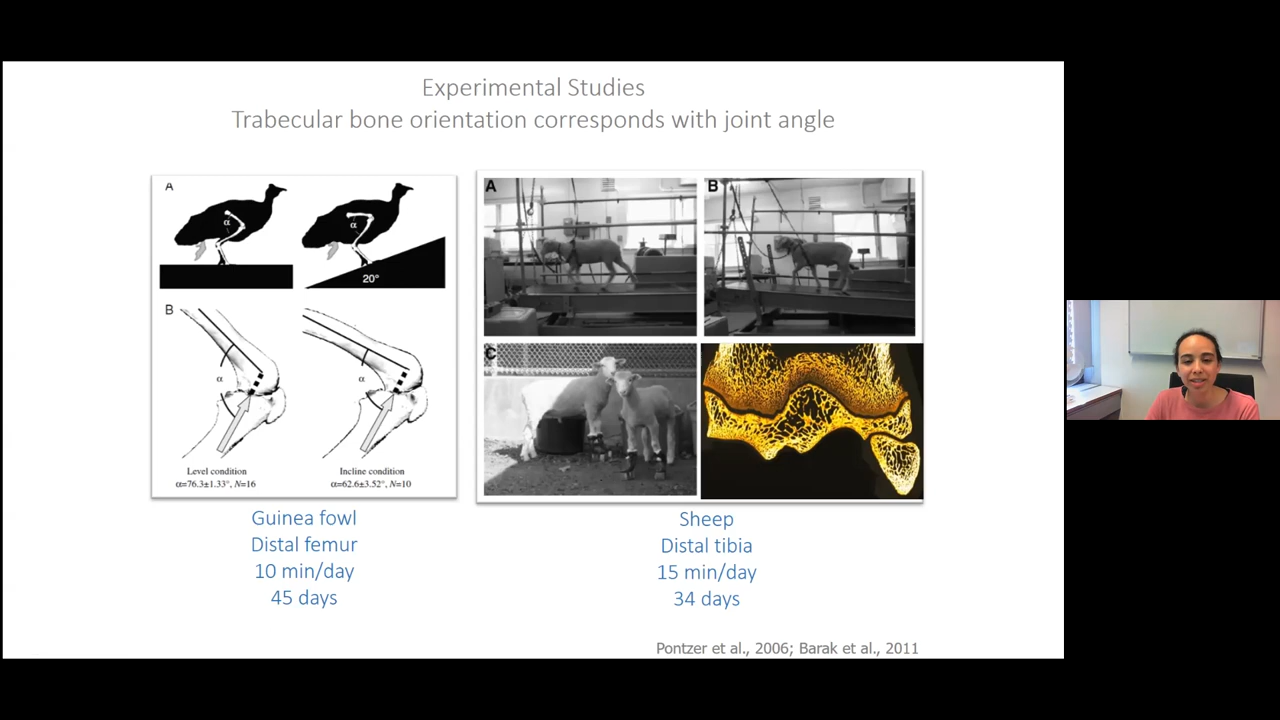 Experimental Studies
Trabecular bone orientation corresponds with joint angle
A
α
α
20°
B
α
α
Level condition
α=76.3±1.33°, N=16
Incline condition
α=62.6±3.52°, N=10
A
B
C
Guinea fowl
Distal femur
10 min/day
45 days
Sheep
Distal tibia
15 min/day
34 days
Pontzer et al., 2006; Barak et al., 2011